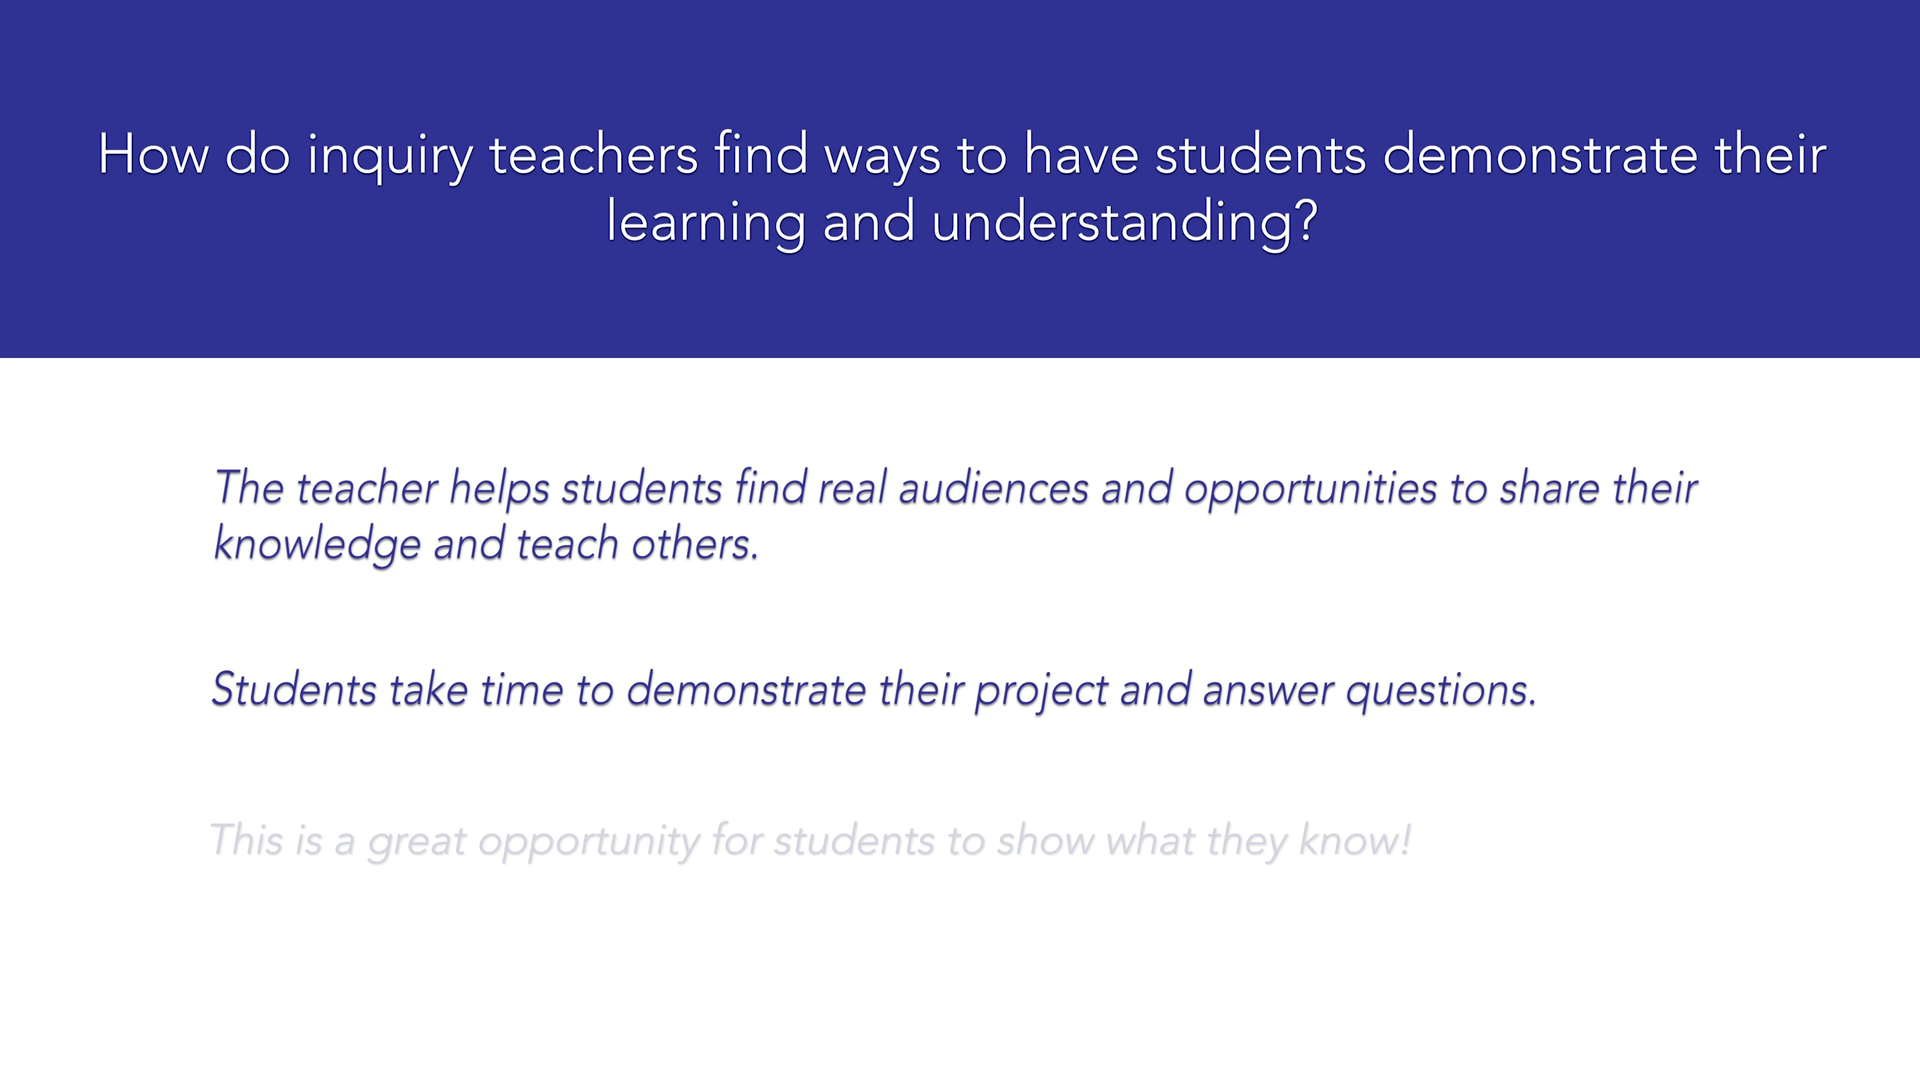 How do inquiry teachers find ways to have students demonstrate their
learning and understanding?
The teacher helps students find real audiences and opportunities to share their
knowledge and teach others.
Students take time to demonstrate their project and answer questions.
This is a great opportunity for students to show what they know!